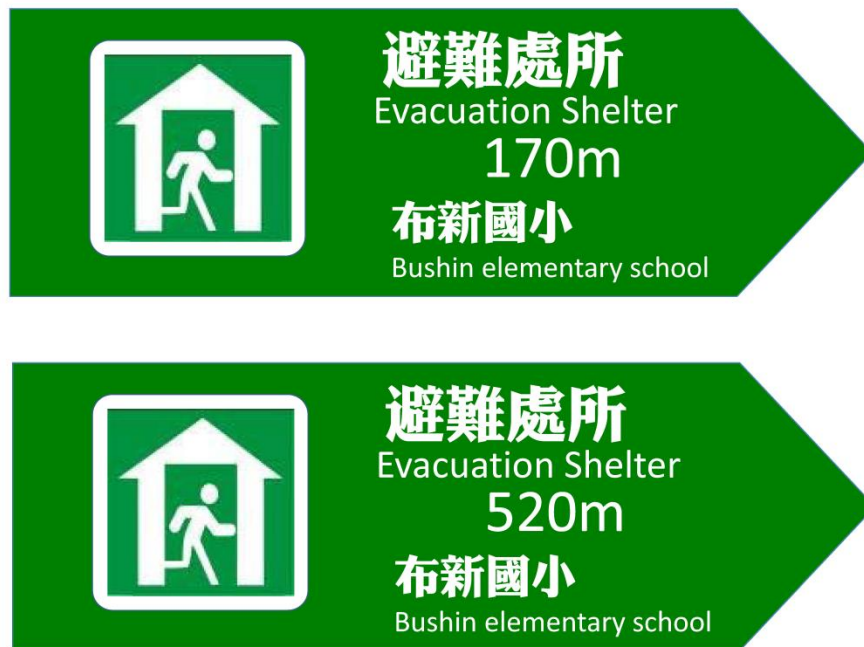 避難處所
Evacuation Shelter
170m
布新國小
Bushin elementary school
避難處所
Evacuation Shelter
520m
布新國小
Bushin elementary school